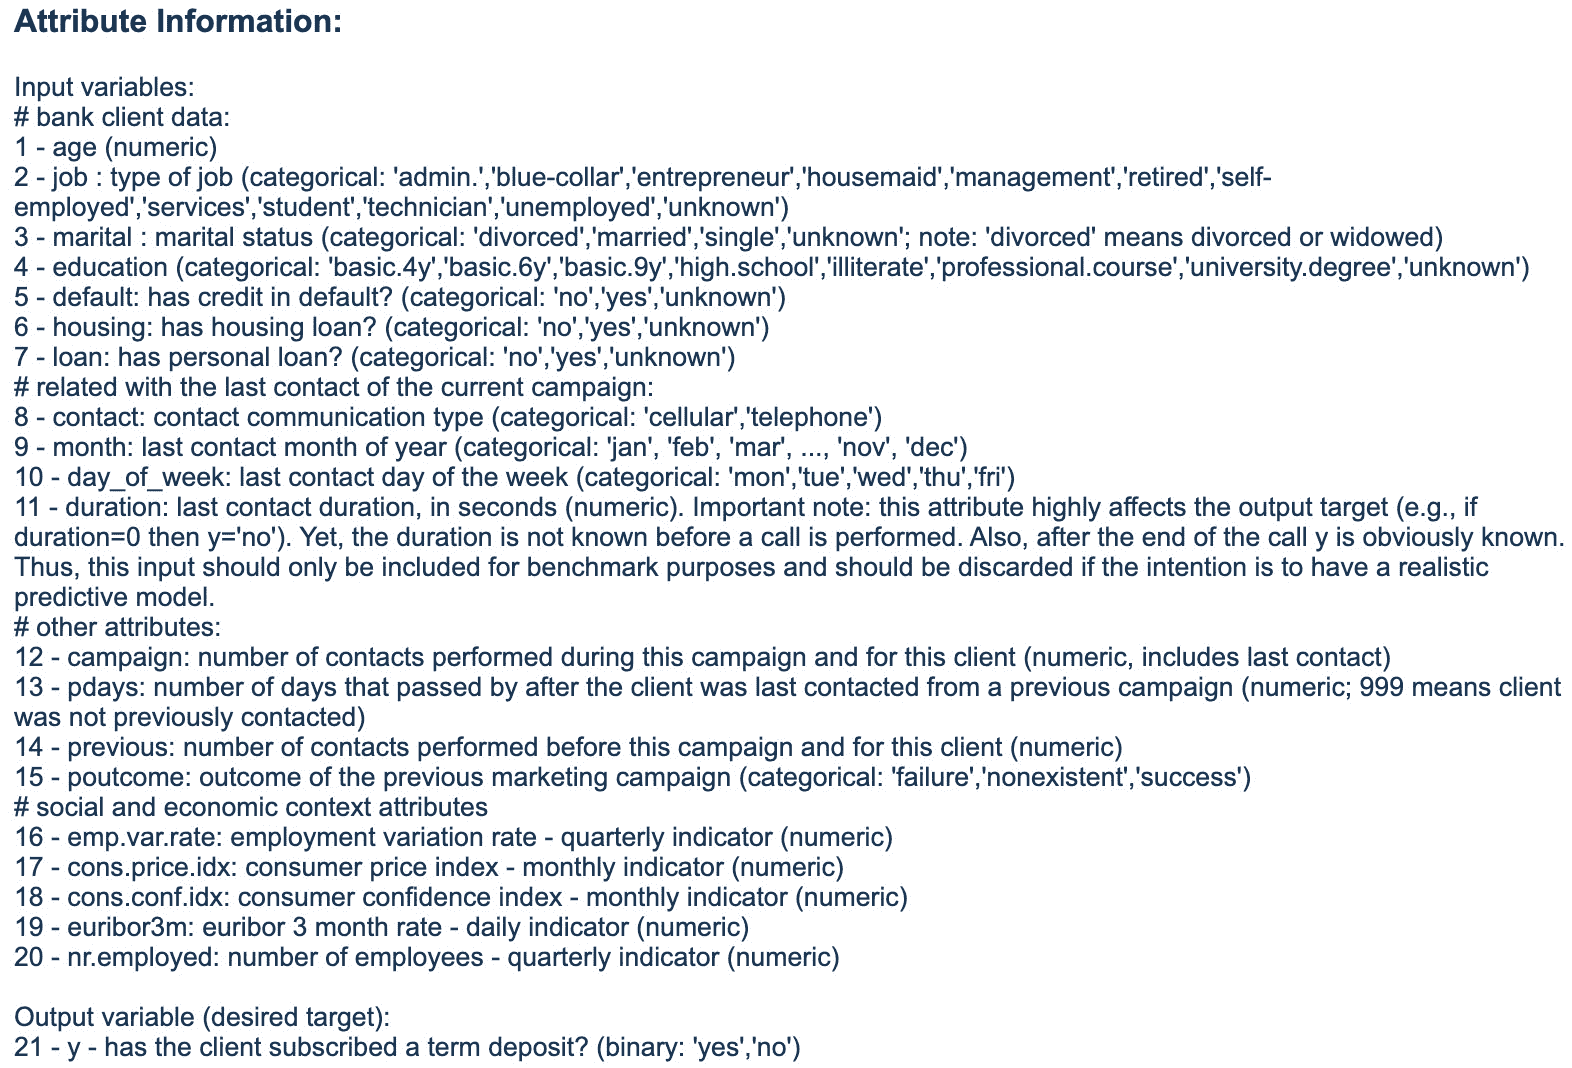 Attribute Information:
Input variables:
# bank client data:
1 - age (numeric)
2 - job : type of job (categorical: 'admin.','blue-collar','entrepreneur','housemaid','management','retired','self-
employed','services','student','technician','unemployed','unknown')
3 - marital : marital status (categorical: 'divorced','married','single','unknown'; note: 'divorced' means divorced or widowed)
4 - education (categorical: 'basic.4y','basic.6y','basic.9y','high.school','illiterate','professional.course','university.degree','unknown')
5 - default: has credit in default? (categorical: 'no','yes','unknown')
6 - housing: has housing loan? (categorical: 'no','yes','unknown')
7 - loan: has personal loan? (categorical: 'no','yes','unknown')
# related with the last contact of the current campaign:
8 - contact: contact communication type (categorical: 'cellular','telephone')
9 - month: last contact month of year (categorical: 'jan', 'feb', 'mar', ..., 'nov', 'dec')
10 - day_of_week: last contact day of the week (categorical: 'mon','tue','wed','thu','fri')
11 - duration: last contact duration, in seconds (numeric). Important note: this attribute highly affects the output target (e.g., if
duration=0 then y='no'). Yet, the duration is not known before a call is performed. Also, after the end of the call y is obviously known.
Thus, this input should only be included for benchmark purposes and should be discarded if the intention is to have a realistic
predictive model.
# other attributes:
12 - campaign: number of contacts performed during this campaign and for this client (numeric, includes last contact)
13 - pdays: number of days that passed by after the client was last contacted from a previous campaign (numeric; 999 means client
was not previously contacted)
14 - previous: number of contacts performed before this campaign and for this client (numeric)
15 - poutcome: outcome of the previous marketing campaign (categorical: 'failure','nonexistent','success')
# social and economic context attributes
16 - emp.var.rate: employment variation rate - quarterly indicator (numeric)
17 - cons.price.idx: consumer price index - monthly indicator (numeric)
18 - cons.conf.idx: consumer confidence index - monthly indicator (numeric)
19 - euribor3m: euribor 3 month rate - daily indicator (numeric)
20 - nr.employed: number of employees - quarterly indicator (numeric)
Output variable (desired target):
21 - y - has the client subscribed a term deposit? (binary: 'yes','no')